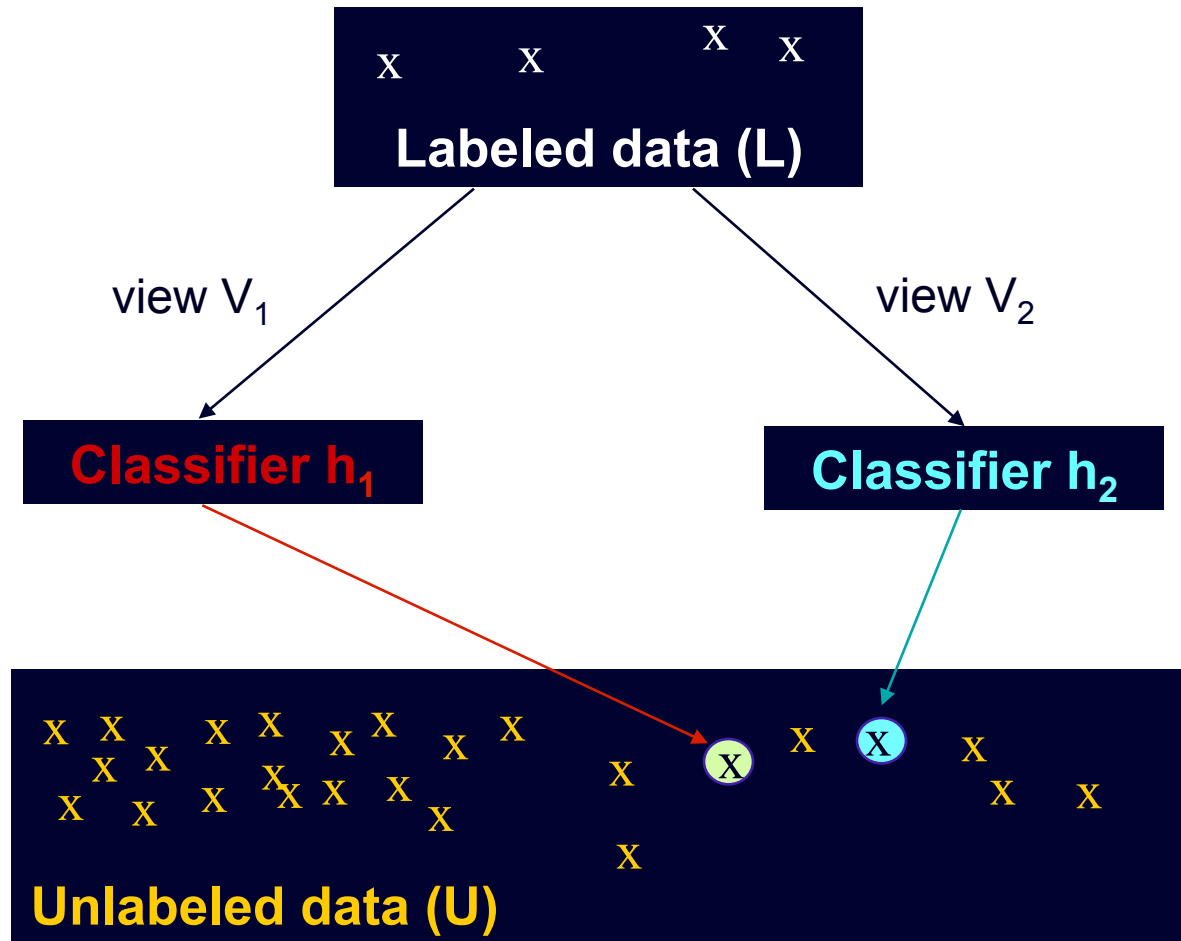 x x x x
Labeled data (L)
view V₁ view V₂
Classifier h₁ Classifier h₂
x x x x x x x x x x x x x
x x x x x x x x x x x x x x
x
Unlabeled data (U)